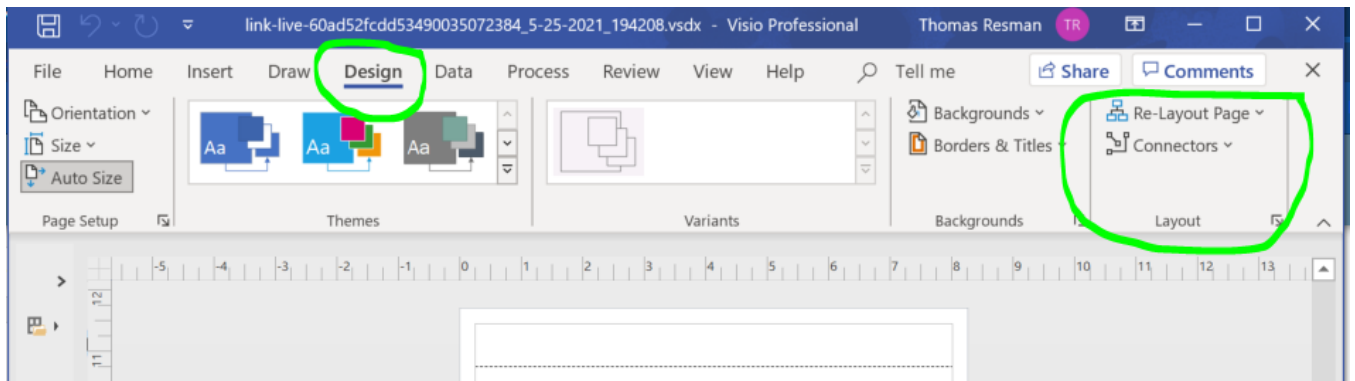 link-live-60ad52fcdd53490035072384_5-25-2021_194208.vsdx - Visio Professional Thomas Resman TR
File Home Insert Draw Design Data Process Review View Help Tell me Share Comments
Orientation
Size
Auto Size
Page Setup
Aa Aa Aa
Themes
Variants
Backgrounds
Borders & Titles
Backgrounds
Re-Layout Page
Connectors
Layout
-5 -4 -3 -2 -1 0 1 2 3 4 5 6 7 8 9 10 11 12 13
12
11